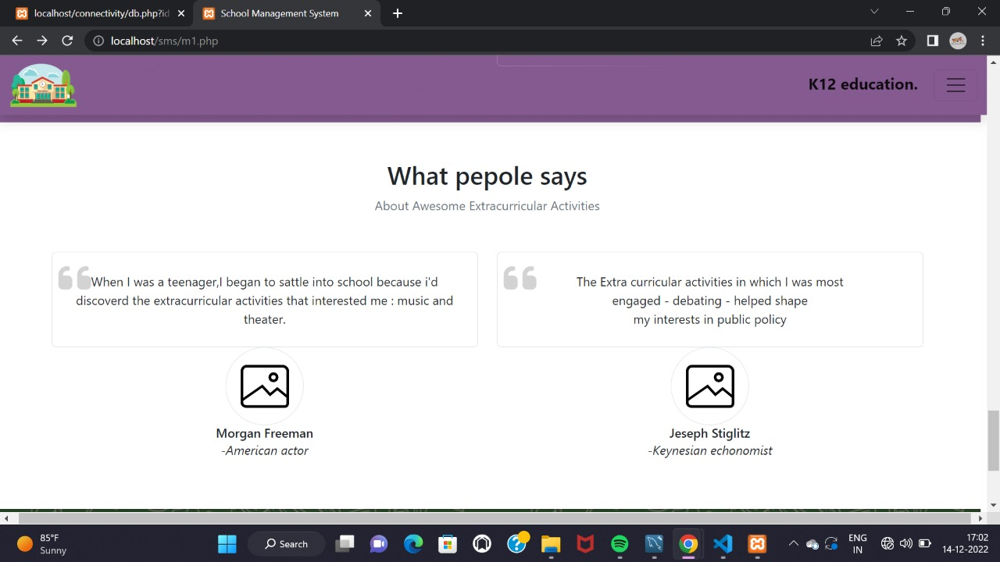 localhost/connectivity/db.php?id
School Management System
localhost/sms/m1.php
K12 education.
What pepole says
About Awesome Extracurricular Activities
When I was a teenager,I began to sattle into school because i'd
discoverd the extracurricular activities that interested me : music and
theater.
The Extra curricular activities in which I was most
engaged - debating - helped shape
my interests in public policy
Morgan Freeman
-American actor
Jeseph Stiglitz
-Keynesian echonomist
85°F
Sunny
Search
ENG
IN
17:02
14-12-2022